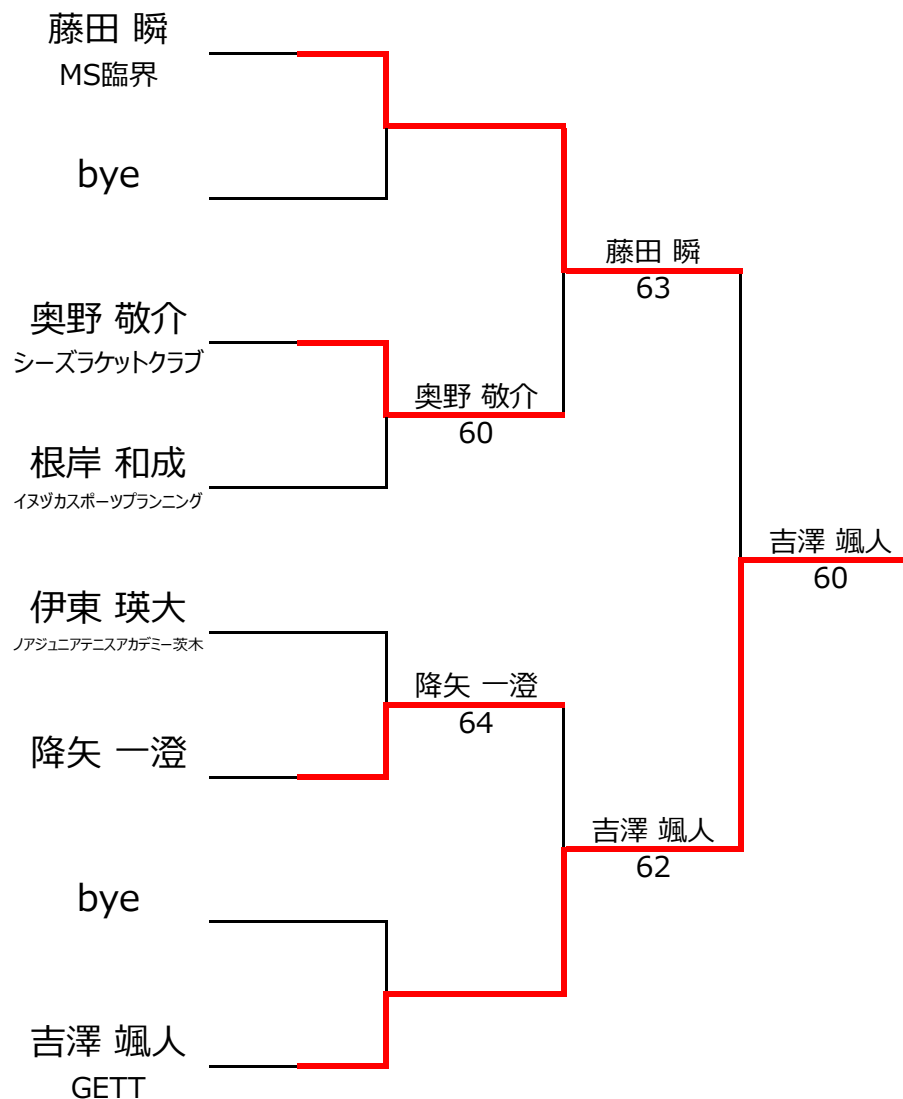 藤田 瞬
MS臨界
bye
藤田 瞬
63
奥野 敬介
シーズラケットクラブ
奥野 敬介
60
根岸 和成
イヌヅカスポーツプランニング
吉澤 颯人
60
伊東 瑛大
ノアジュニアテニスアカデミー茨木
降矢 一澄
64
降矢 一澄
吉澤 颯人
62
bye
吉澤 颯人
GETT